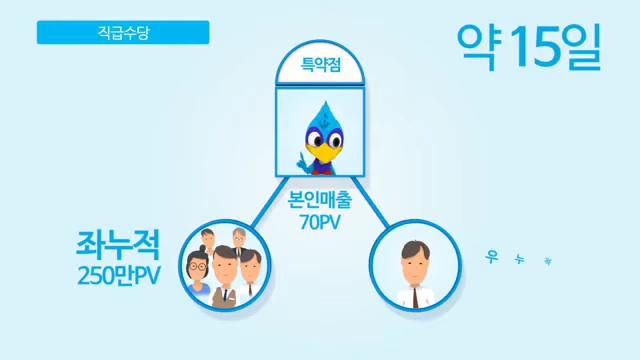 직급수당
약 15일
특약점
본인매출
70PV
좌누적
250만PV
우 누